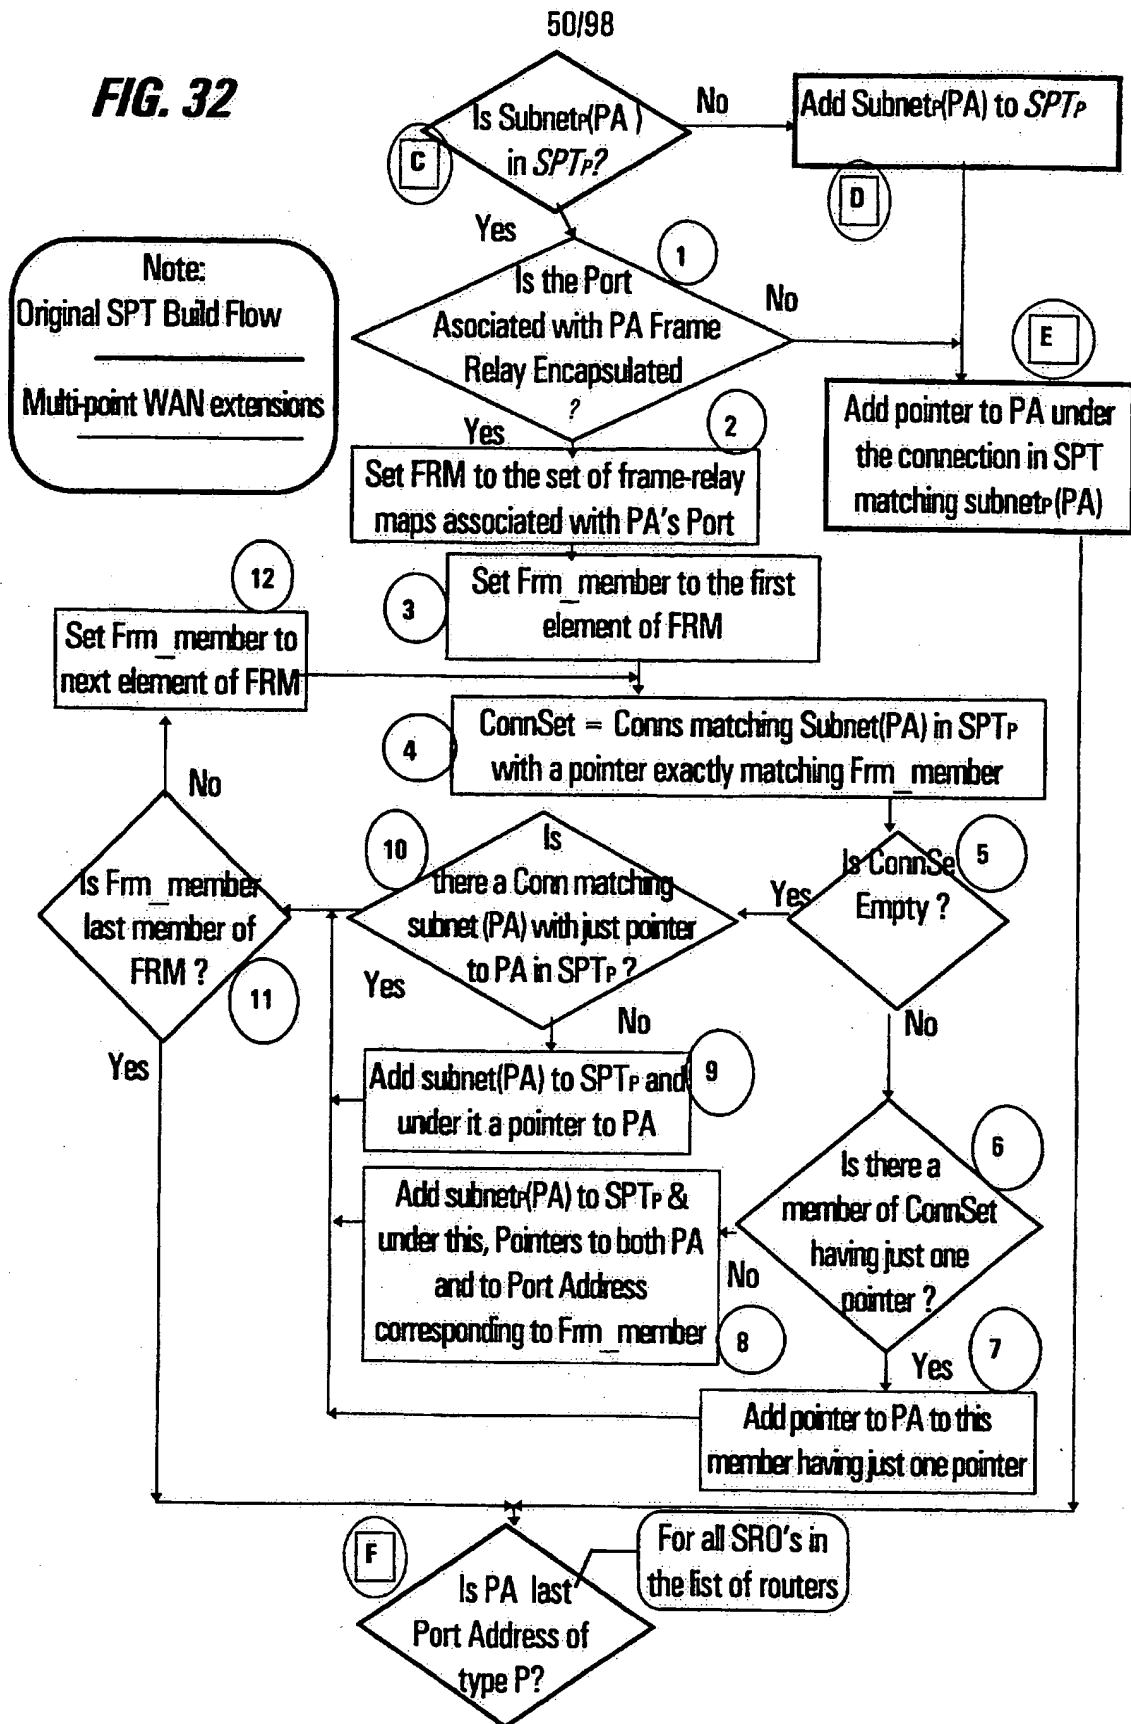 50/98
FIG. 32
Is SubnetP(PA)
in SPTP?
C
No
Add SubnetP(PA) to SPTP
D
Yes
Note:
Original SPT Build Flow
Multi-point WAN extensions
1
Is the Port
Asociated with PA Frame
Relay Encapsulated
?
No
E
Add pointer to PA under
the connection in SPT
matching subnetP(PA)
Yes
2
Set FRM to the set of frame-relay
maps associated with PA's Port
3
Set Frm_member to the first
element of FRM
12
Set Frm_member to
next element of FRM
4
ConnSet = Conns matching Subnet(PA) in SPTP
with a pointer exactly matching Frm_member
No
10
Is
there a Conn matching
subnet (PA) with just pointer
to PA in SPTP ?
Yes
5
Is ConnSe
Empty ?
Is Frm_member
last member of
FRM ?
11
Yes
Yes
No
No
9
Add subnet(PA) to SPTP and
under it a pointer to PA
6
Is there a
member of ConnSet
having just one
pointer ?
Add subnetP(PA) to SPTP &
under this, Pointers to both PA
and to Port Address
corresponding to Frm_member
No
8
Yes
7
Add pointer to PA to this
member having just one pointer
F
Is PA last
Port Address of
type P?
For all SRO's in
the list of routers